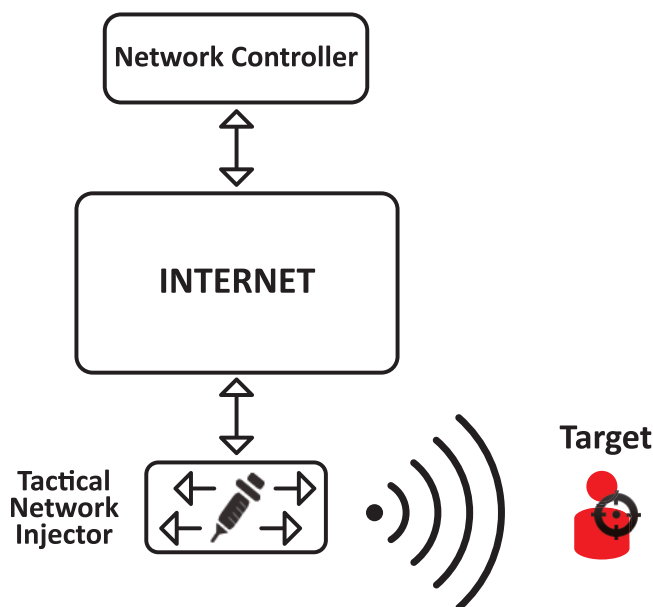 Network Controller
INTERNET
Target
Tactical
Network
Injector